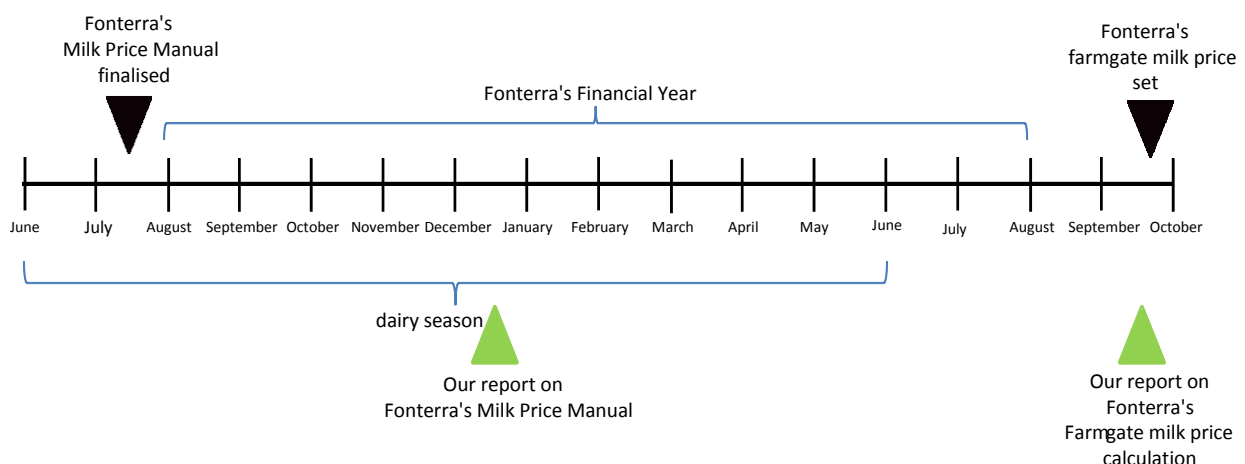 Fonterra's
Milk Price Manual
finalised
Fonterra's Financial Year
Fonterra's
farmgate milk price
set
June July August September October November December January February March April May June July August September October
dairy season
Our report on
Fonterra's Milk Price Manual
Our report on
Fonterra's
Farmgate milk price
calculation